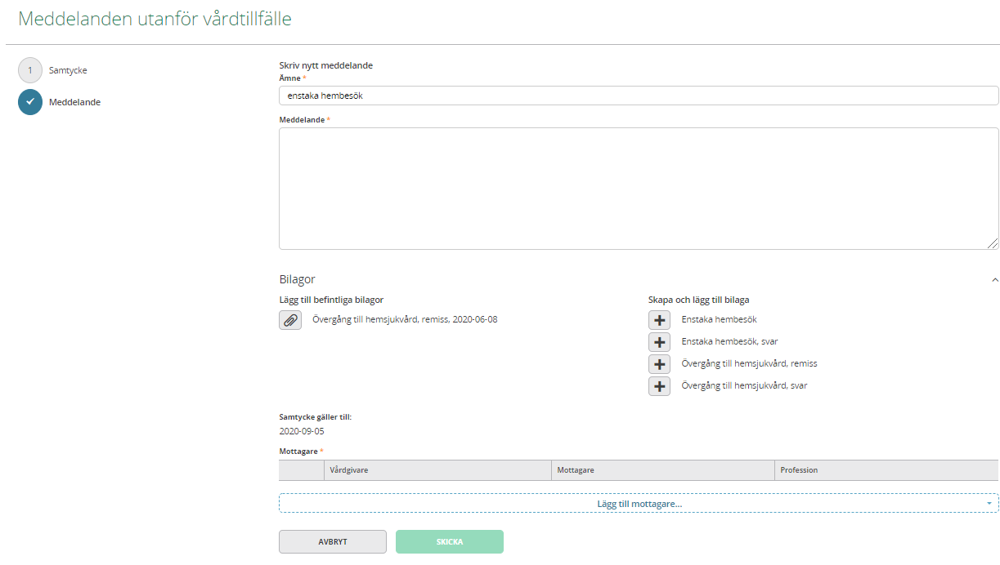 Meddelanden utanför vårdtillfälle
1 Samtycke
Meddelande
Skriv nytt meddelande
Ämne *
enstaka hembesök
Meddelande *
Bilagor
Lägg till befintliga bilagor
Övergång till hemsjukvård, remiss, 2020-06-08
Skapa och lägg till bilaga
Enstaka hembesök
Enstaka hembesök, svar
Övergång till hemsjukvård, remiss
Övergång till hemsjukvård, svar
Samtycke gäller till:
2020-09-05
Mottagare *
Vårdgivare Mottagare Profession
Lägg till mottagare...
AVBRYT SKICKA